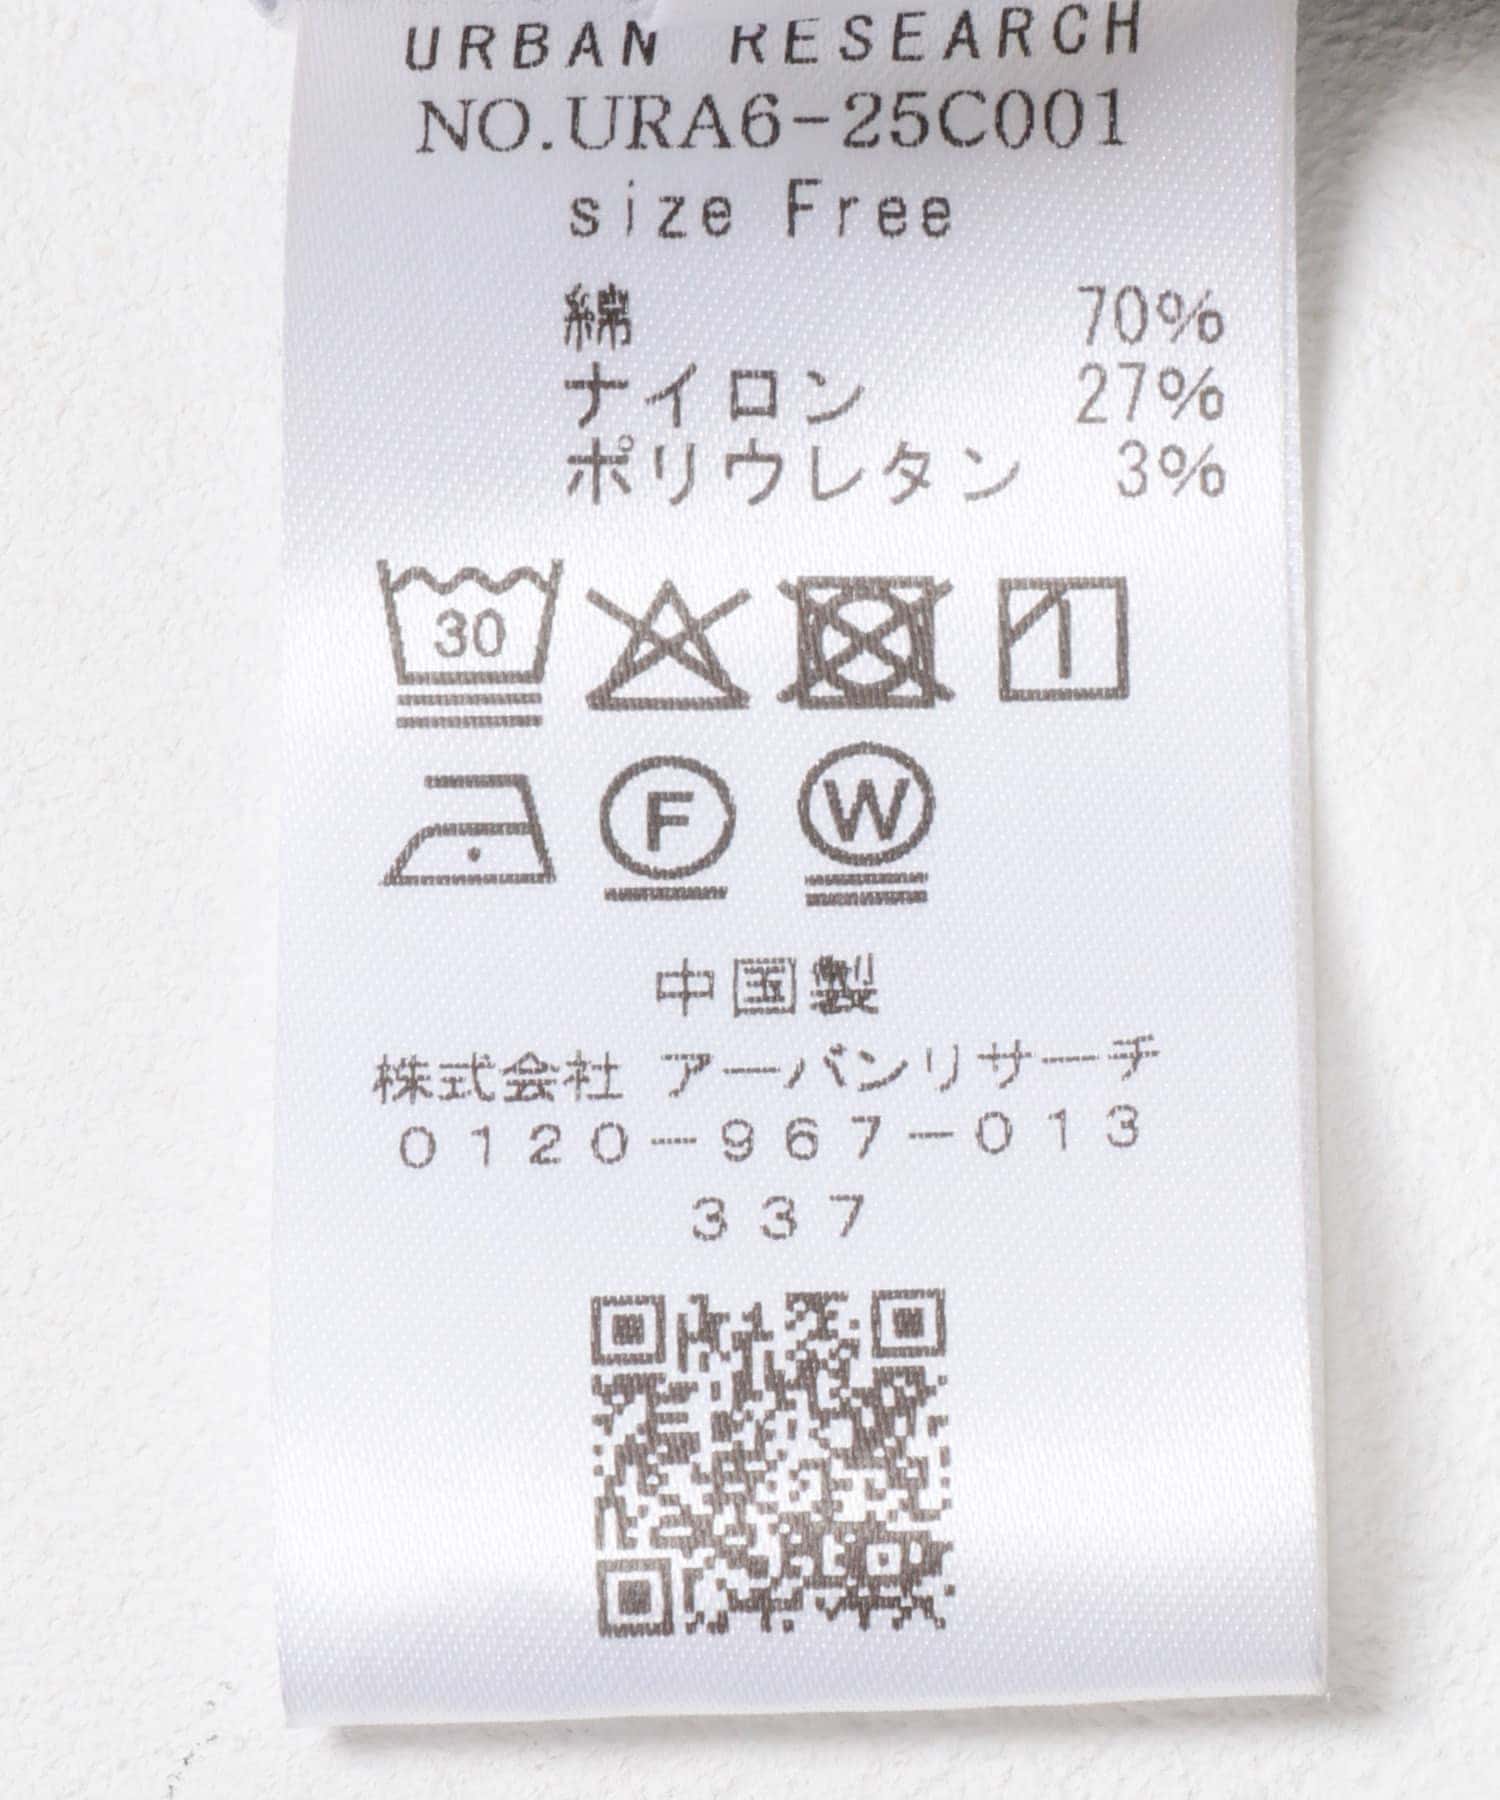 URBAN RESEARCH
NO.URA6-25C001
size Free
綿 70%
ナイロン 27%
ポリウレタン 3%
30
F
W
中国製
株式会社 アーバンリサーチ
0120-967-013
337